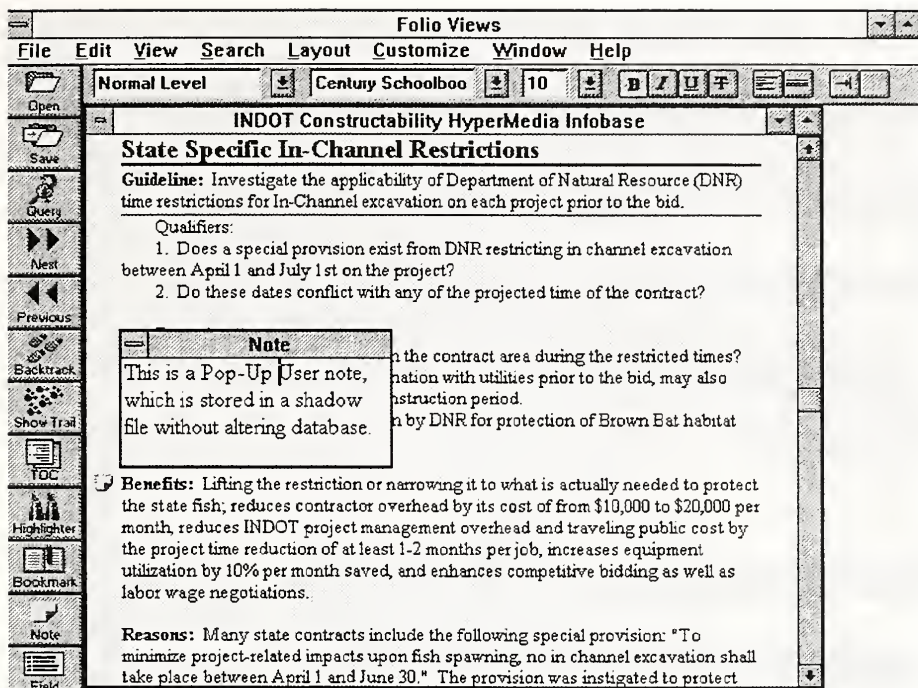 Folio Views
File Edit View Search Layout Customize Window Help
Normal Level Century Schoolboo 10 B I U T
Open
Save
Query
Next
Previous
Backtrack
Show Trail
TOC
Highlighter
Bookmark
Note
Field
INDOT Constructability HyperMedia Infobase
State Specific In-Channel Restrictions
Guideline: Investigate the applicability of Department of Natural Resource (DNR)
time restrictions for In-Channel excavation on each project prior to the bid.
Qualifiers:
1. Does a special provision exist from DNR restricting in channel excavation
between April 1 and July 1st on the project?
2. Do these dates conflict with any of the projected time of the contract?
Note
This is a Pop-Up User note,
which is stored in a shadow
file without altering database.
the contract area during the restricted times?
nation with utilities prior to the bid, may also
struction period.
n by DNR for protection of Brown Bat habitat
Benefits: Lifting the restriction or narrowing it to what is actually needed to protect
the state fish; reduces contractor overhead by its cost of from $10,000 to $20,000 per
month, reduces INDOT project management overhead and traveling public cost by
the project time reduction of at least 1-2 months per job, increases equipment
utilization by 10% per month saved, and enhances competitive bidding as well as
labor wage negotiations.
Reasons: Many state contracts include the following special provision: "To
minimize project-related impacts upon fish spawning, no in channel excavation shall
take place between April 1 and June 30." The provision was instigated to protect